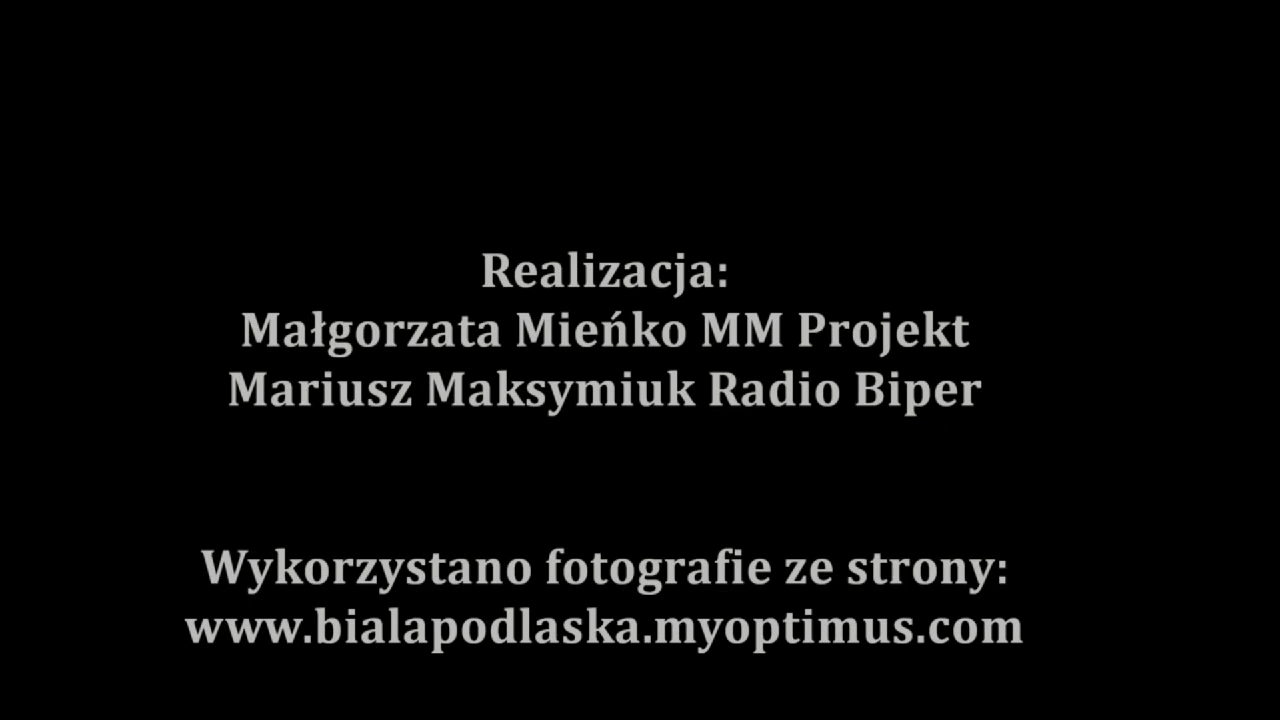 Realizacja:
Małgorzata Mieńko MM Projekt
Mariusz Maksymiuk Radio Biper
Wykorzystano fotografie ze strony:
www.bialapodlaska.myoptimus.com